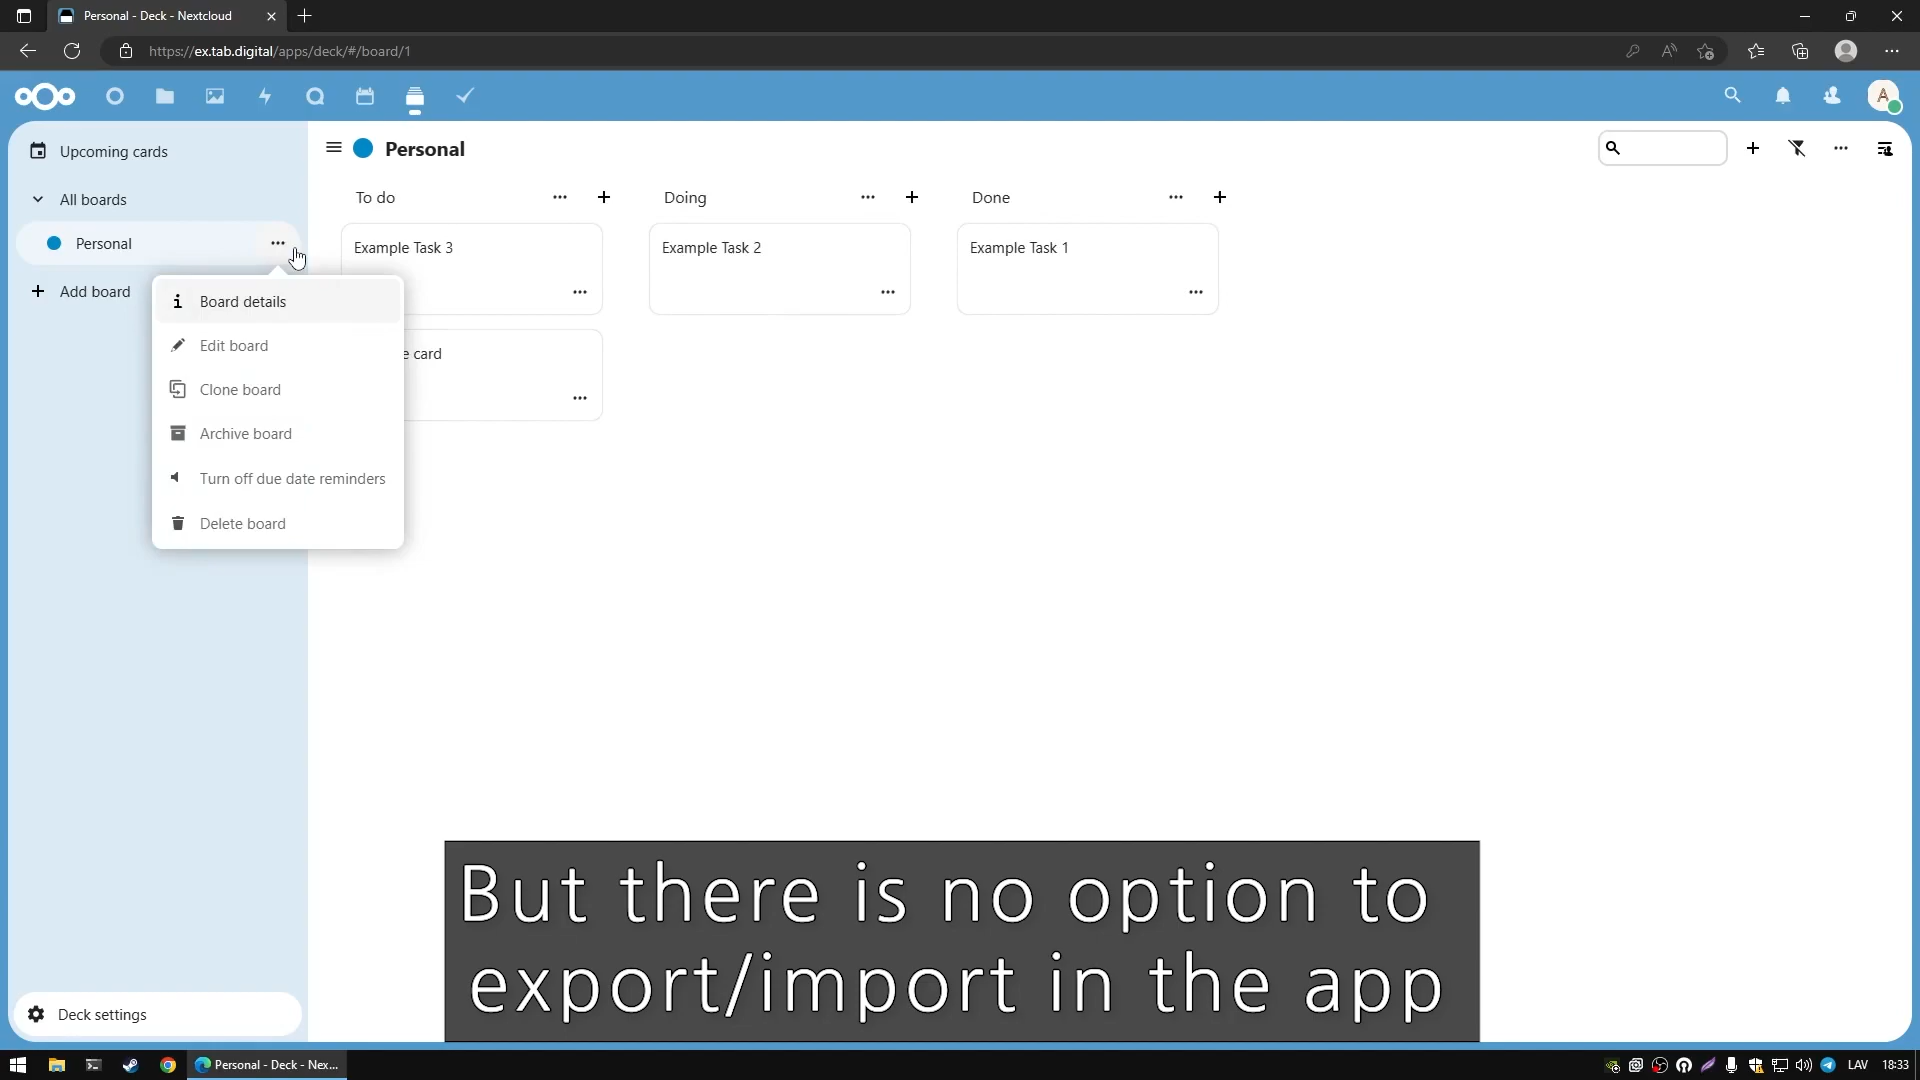 Personal - Deck - Nextcloud
https://ex.tab.digital/apps/deck/#/board/1
A
Upcoming cards
All boards
Personal
Add board
Board details
Edit board
Clone board
Archive board
Turn off due date reminders
Delete board
Deck settings
Personal
To do
Doing
Done
Example Task 3
Example Task 2
Example Task 1
e card
But there is no option to
export/import in the app
Personal - Deck - Nex...
LAV
18:33